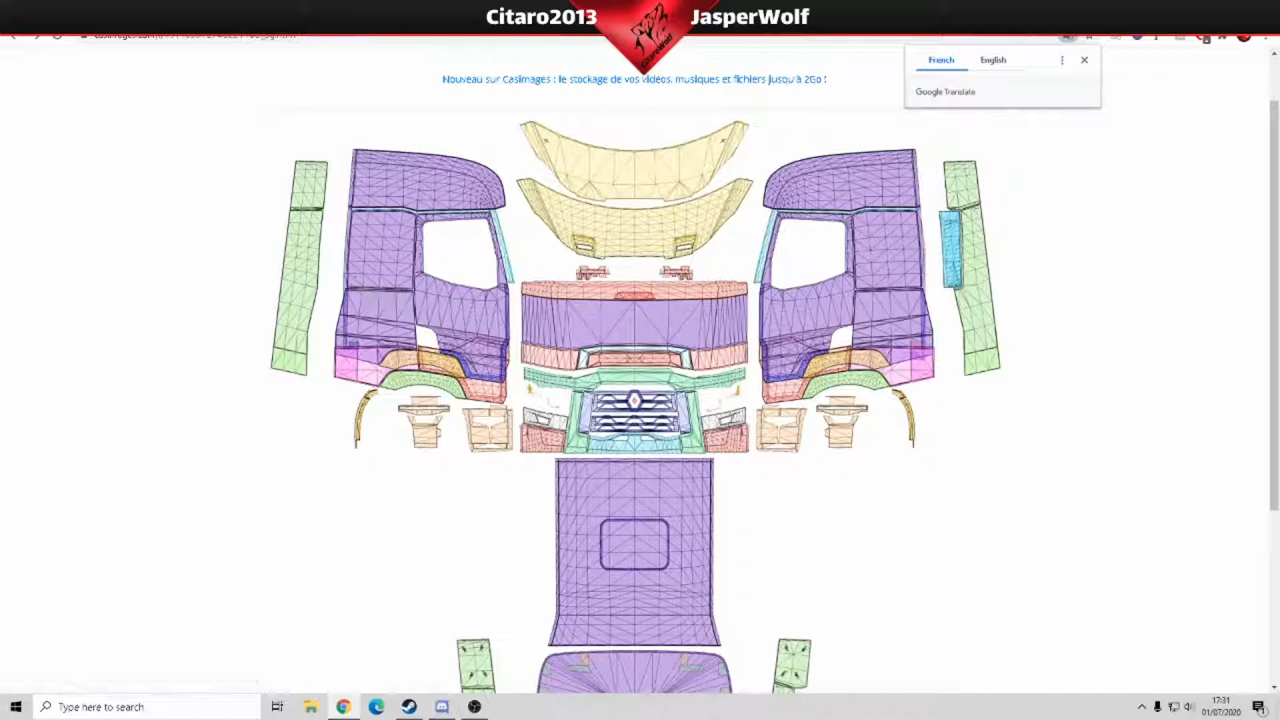 Citaro2013 JasperWolf
French English
Google Translate
Nouveau sur Casimages : le stockage de vos vidéos, musiques et fichiers jusqu'à 2Go !
Type here to search
17:31
01/07/2020